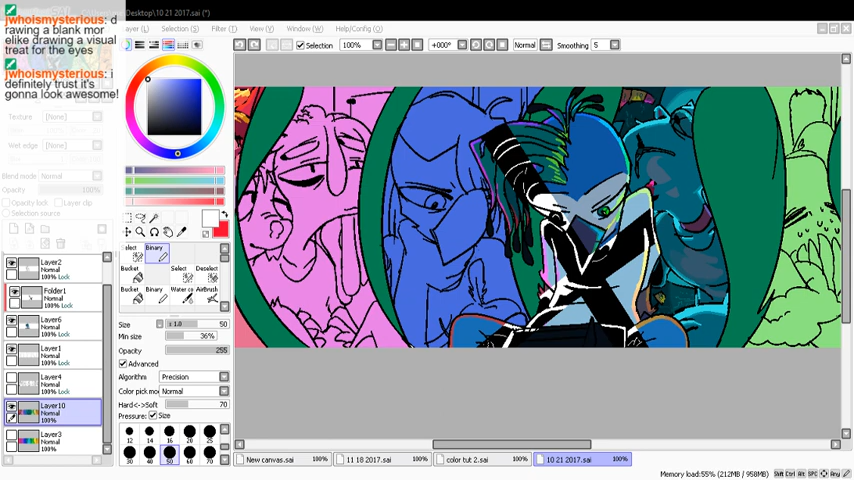 C:\Users\ Desktop\10 21 2017.sai (*)
jwhoismysterious: d
rawing a blank mor
elike drawing a visual
treat for the eyes
jwhoismysterious: i
definitely trust it's
gonna look awesome!
(L) Selection (S) Filter (T) View (V) Window (W) Help/Config (O)
Selection 100% +000° Normal Smoothing 5
Texture [None]
Wet edge [None]
Blend mode Normal
Opacity 100%
Opacity lock Layer clip
Selection source
Layer2
Normal
100% Lock
Folder1
Normal
100% Lock
Layer6
Normal
100% Lock
Layer1
Normal
100% Lock
Layer4
Normal
100% Lock
Layer10
Normal
100%
Layer3
Normal
100%
Select Binary
Bucket Select Deselect
Bucket Binary Water co AirBrush
Size x 1.0 50
Min size 36%
Opacity 255
Advanced
Algorithm Precision
Color pick mo Normal
Hard<->Soft 70
Pressure: Size
12 14 16 20 25
30 40 50 60 70
New canvas.sai 100% 11 18 2017.sai 100% color tut 2.sai 100% 10 21 2017.sai 100%
Memory load:55% (212MB / 958MB) Shft Ctrl Alt SPC Any